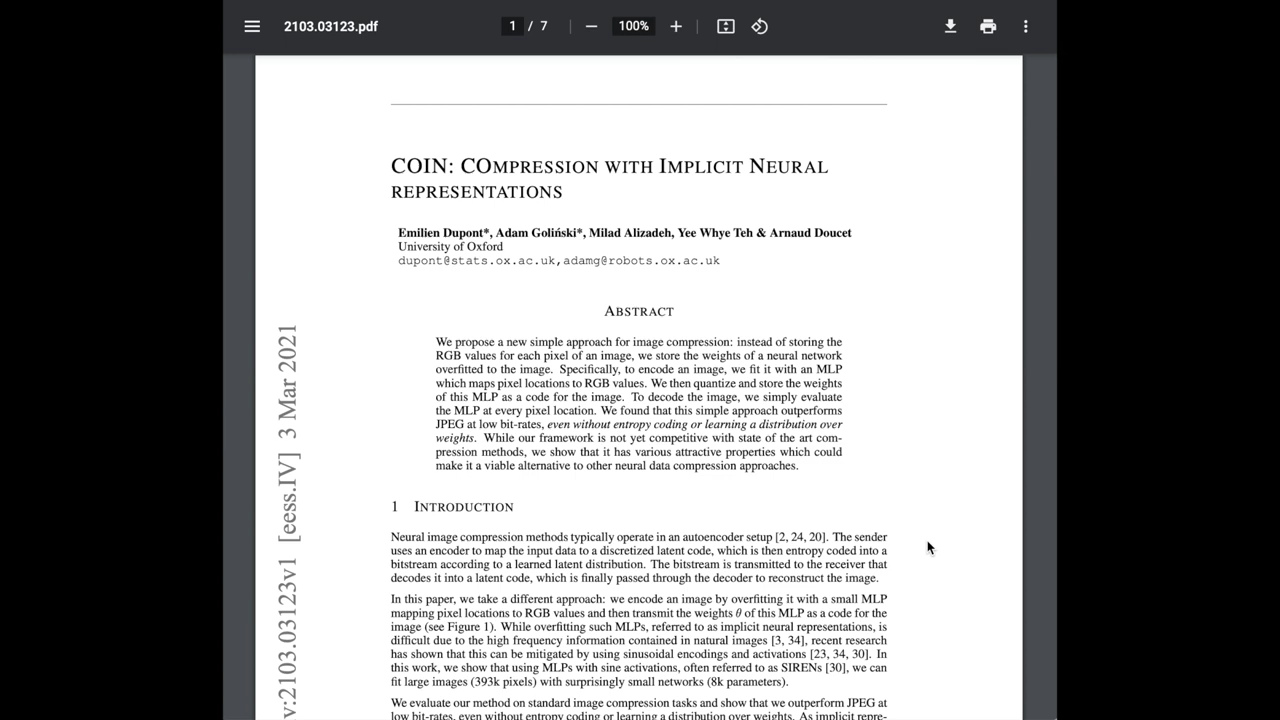 2103.03123.pdf
1 / 7
100%
COIN: COMPRESSION WITH IMPLICIT NEURAL
REPRESENTATIONS
Emilien Dupont*, Adam Goliński*, Milad Alizadeh, Yee Whye Teh & Arnaud Doucet
University of Oxford
dupont@stats.ox.ac.uk,adamg@robots.ox.ac.uk
ABSTRACT
We propose a new simple approach for image compression: instead of storing the
RGB values for each pixel of an image, we store the weights of a neural network
overfitted to the image. Specifically, to encode an image, we fit it with an MLP
which maps pixel locations to RGB values. We then quantize and store the weights
of this MLP as a code for the image. To decode the image, we simply evaluate
the MLP at every pixel location. We found that this simple approach outperforms
JPEG at low bit-rates, even without entropy coding or learning a distribution over
weights. While our framework is not yet competitive with state of the art com-
pression methods, we show that it has various attractive properties which could
make it a viable alternative to other neural data compression approaches.
1 INTRODUCTION
Neural image compression methods typically operate in an autoencoder setup [2, 24, 20]. The sender
uses an encoder to map the input data to a discretized latent code, which is then entropy coded into a
bitstream according to a learned latent distribution. The bitstream is transmitted to the receiver that
decodes it into a latent code, which is finally passed through the decoder to reconstruct the image.
In this paper, we take a different approach: we encode an image by overfitting it with a small MLP
mapping pixel locations to RGB values and then transmit the weights θ of this MLP as a code for the
image (see Figure 1). While overfitting such MLPs, referred to as implicit neural representations, is
difficult due to the high frequency information contained in natural images [3, 34], recent research
has shown that this can be mitigated by using sinusoidal encodings and activations [23, 34, 30]. In
this work, we show that using MLPs with sine activations, often referred to as SIRENs [30], we can
fit large images (393k pixels) with surprisingly small networks (8k parameters).
We evaluate our method on standard image compression tasks and show that we outperform JPEG at
low bit-rates, even without entropy coding or learning a distribution over weights. As implicit repre-
v:2103.03123v1 [eess.IV] 3 Mar 2021